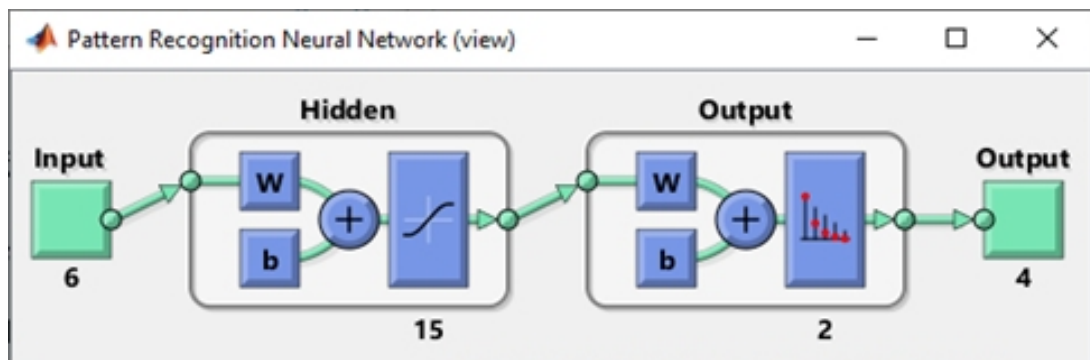 Pattern Recognition Neural Network (view)
Hidden Output
Input Output
W W
b b
6 4
15 2